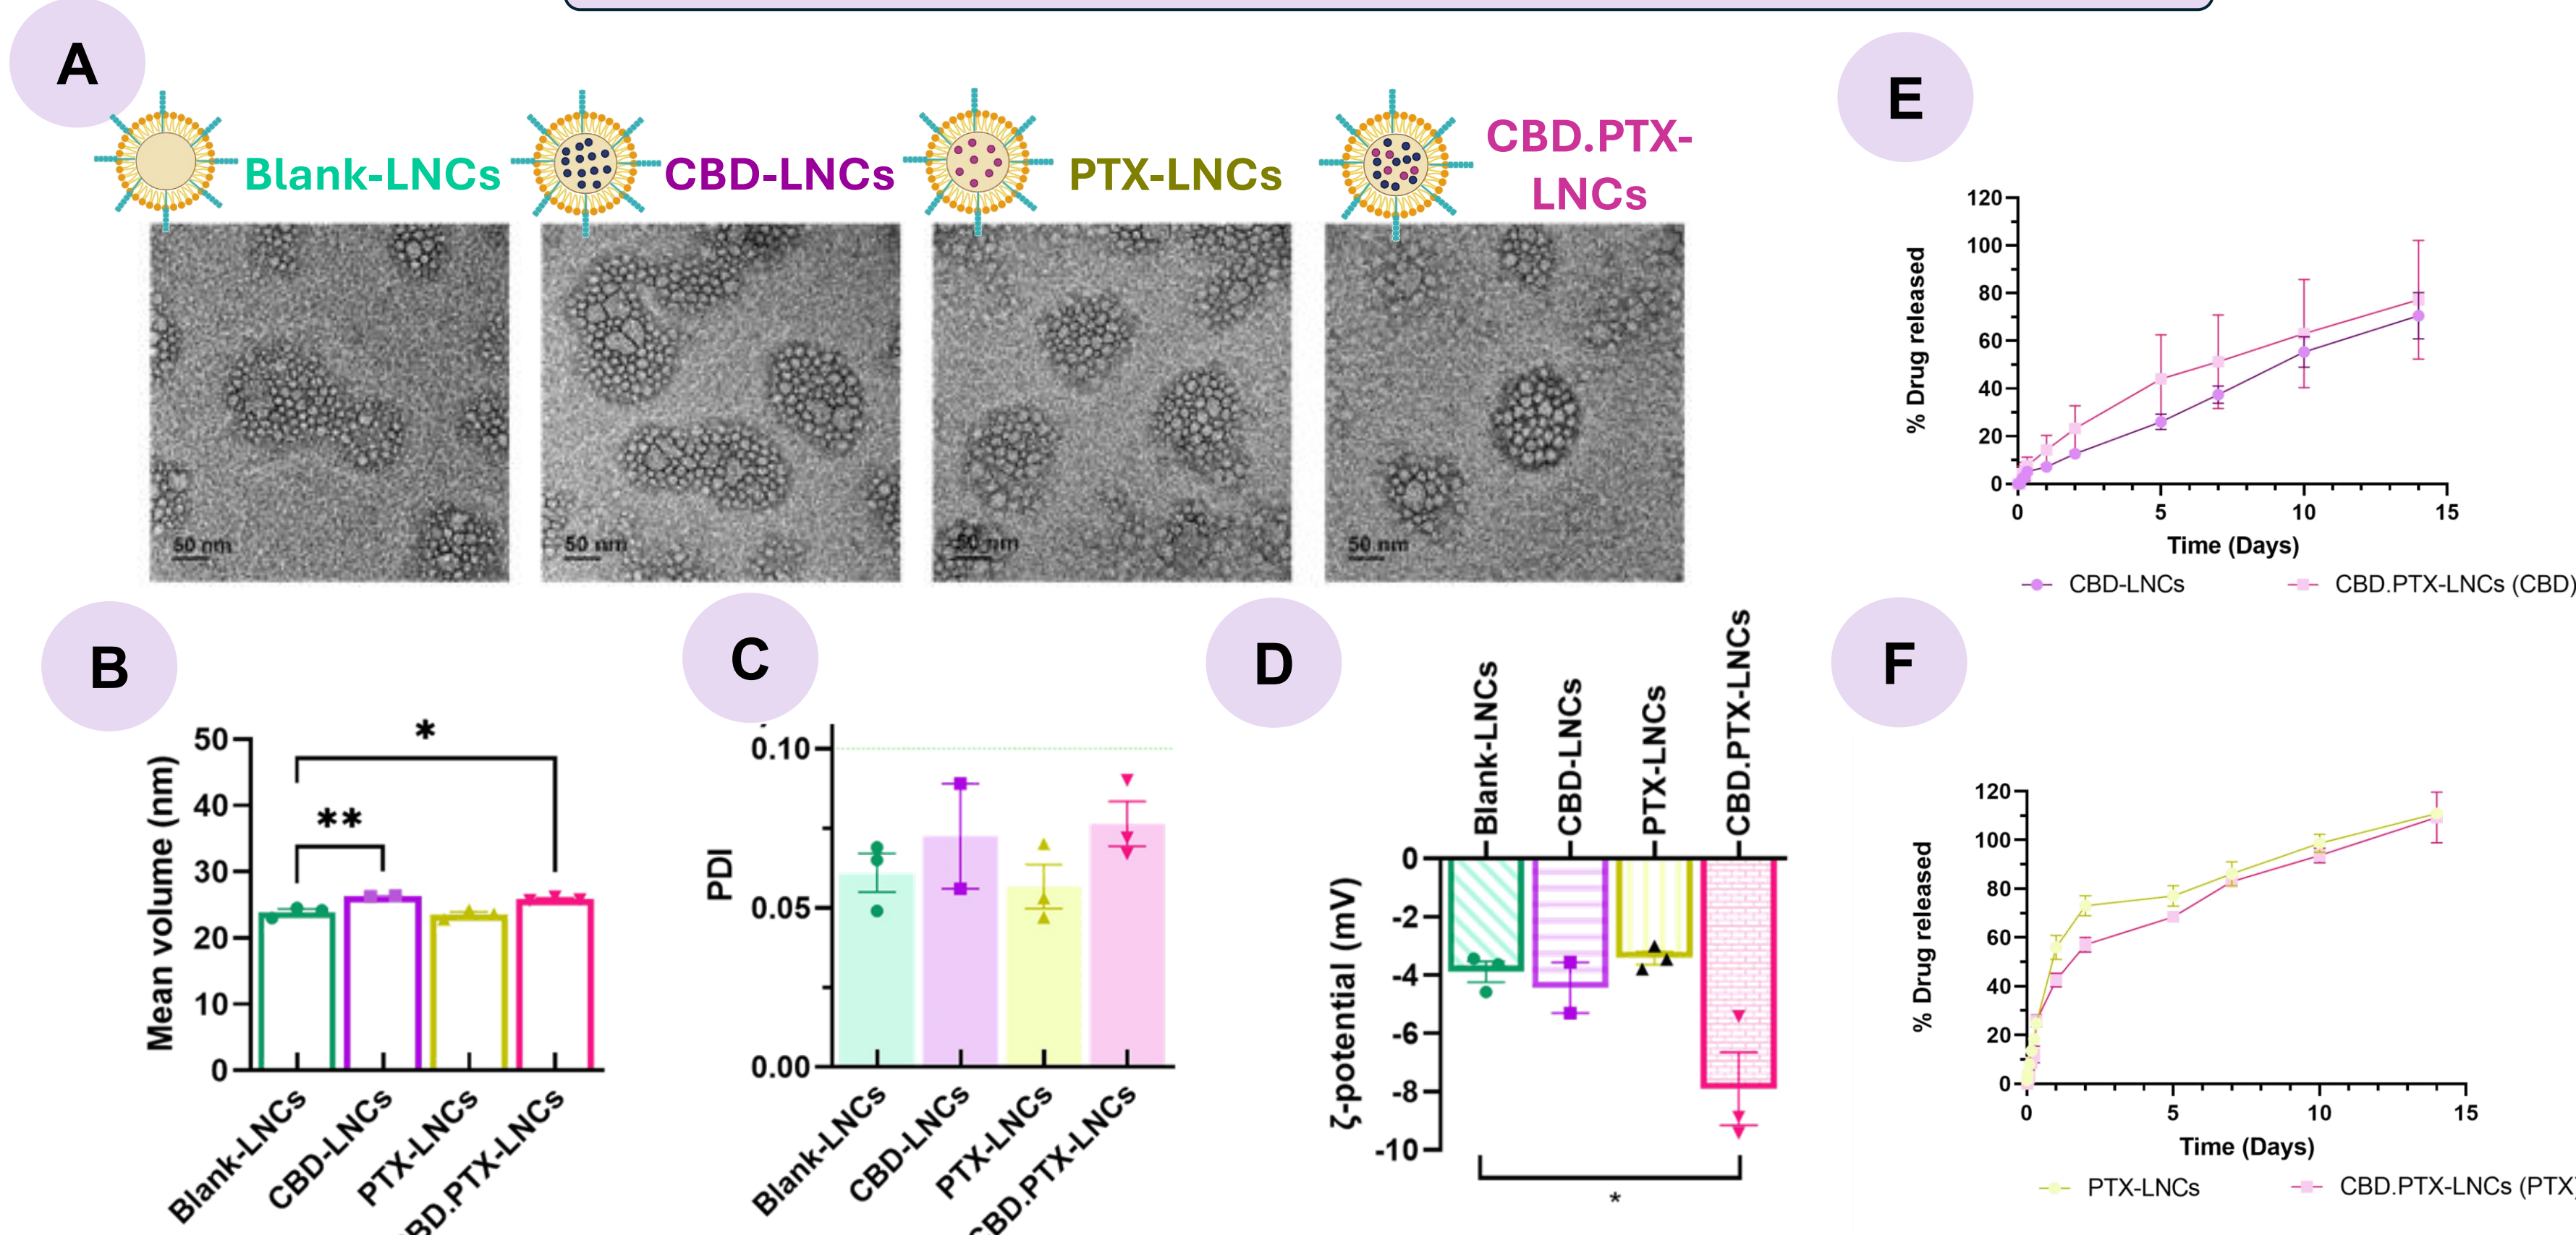 A
Blank-LNCs
CBD-LNCs
PTX-LNCs
CBD.PTX-
LNCs
50 nm
50 nm
50 nm
50 nm
B
Mean volume (nm)
50
40
30
20
10
0
*
**
Blank-LNCs
CBD-LNCs
PTX-LNCs
BD.PTX-LNCs
C
PDI
0.10
0.05
0.00
Blank-LNCs
CBD-LNCs
PTX-LNCs
CBD.PTX-LNCs
D
Blank-LNCs
CBD-LNCs
PTX-LNCs
CBD.PTX-LNCs
ζ-potential (mV)
0
-2
-4
-6
-8
-10
*
E
% Drug released
120
100
80
60
40
20
0
0 5 10 15
Time (Days)
CBD-LNCs
CBD.PTX-LNCs (CBD)
F
% Drug released
120
100
80
60
40
20
0
0 5 10 15
Time (Days)
PTX-LNCs
CBD.PTX-LNCs (PTX)